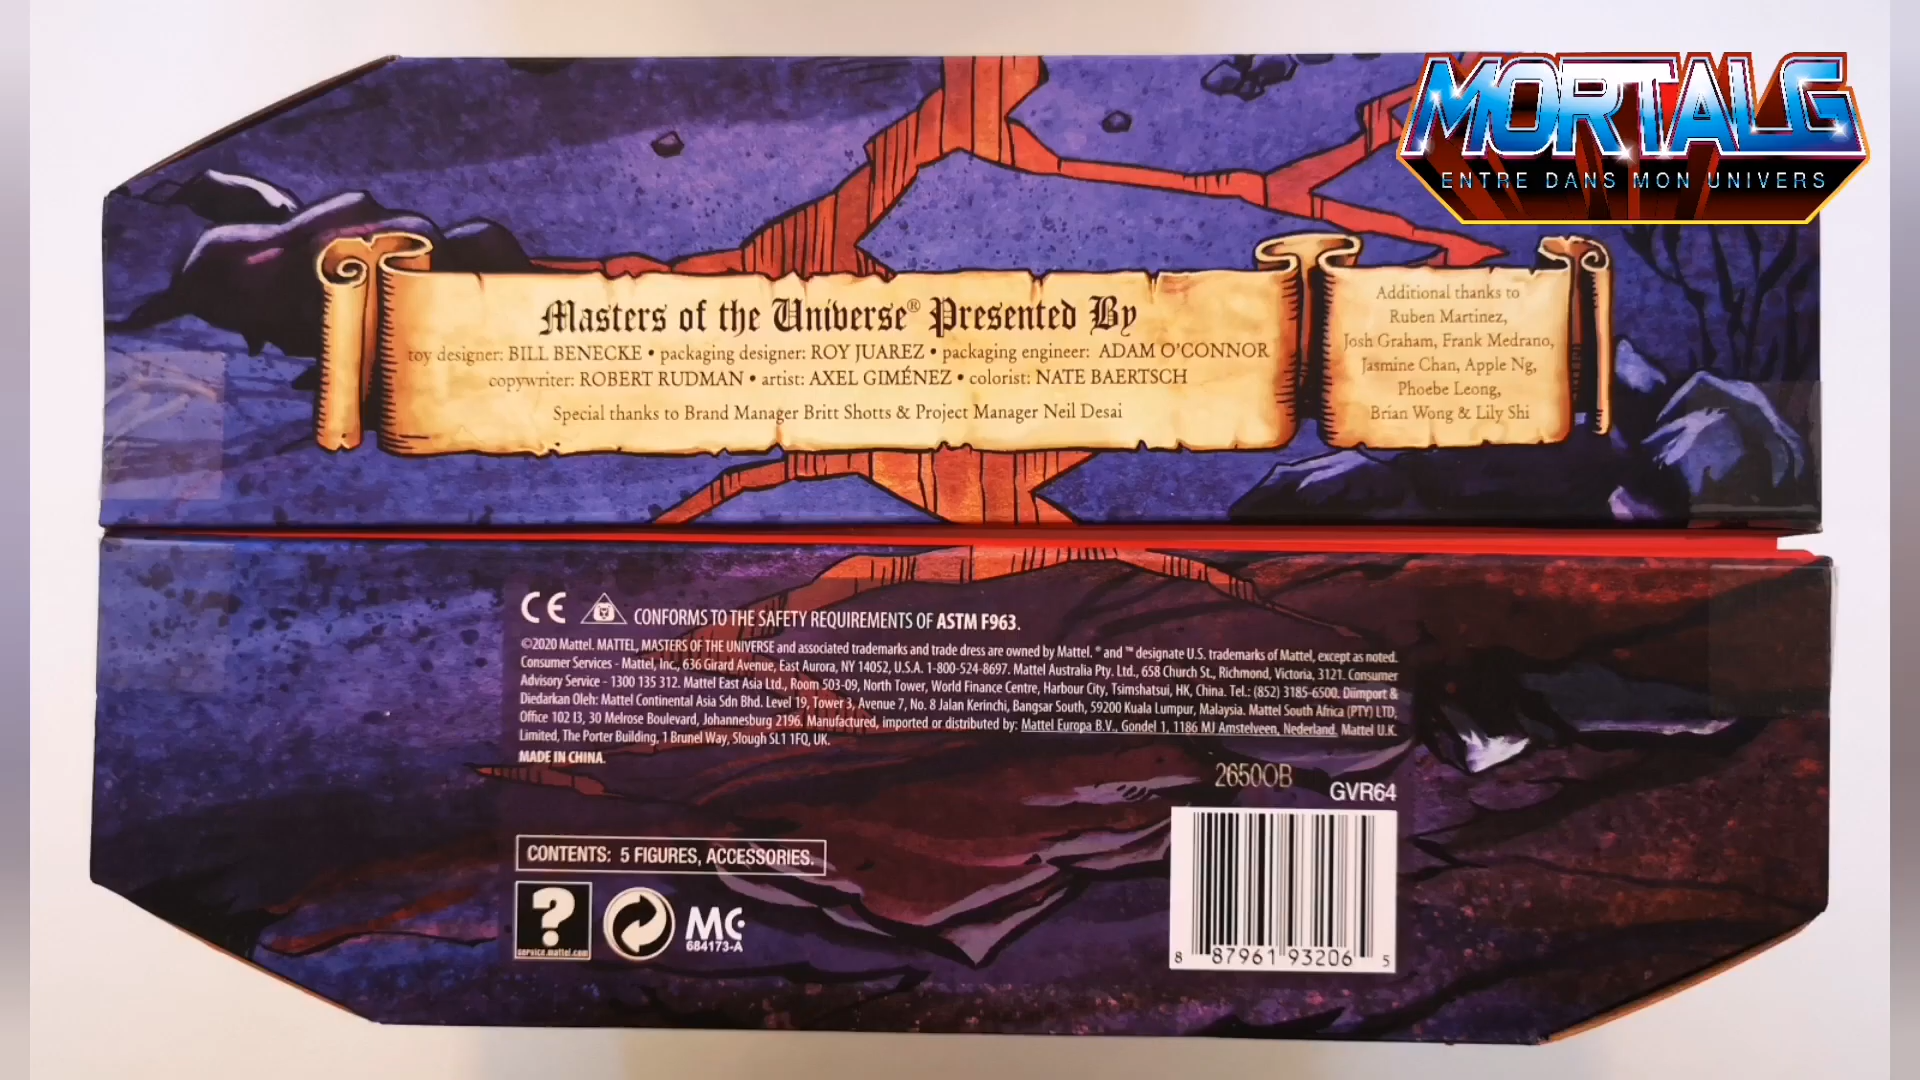 MORTALG
ENTRE DANS MON UNIVERS
Masters of the Universe® Presented By
toy designer: BILL BENECKE • packaging designer: ROY JUAREZ • packaging engineer: ADAM O'CONNOR
copywriter: ROBERT RUDMAN • artist: AXEL GIMÉNEZ • colorist: NATE BAERTSCH
Special thanks to Brand Manager Britt Shotts & Project Manager Neil Desai
Additional thanks to
Ruben Martinez,
Josh Graham, Frank Medrano,
Jasmine Chan, Apple Ng,
Phoebe Leong,
Brian Wong & Lily Shi
CE CONFORMS TO THE SAFETY REQUIREMENTS OF ASTM F963.
©2020 Mattel. MATTEL, MASTERS OF THE UNIVERSE and associated trademarks and trade dress are owned by Mattel. ® and ™ designate U.S. trademarks of Mattel, except as noted.
Consumer Services - Mattel, Inc., 636 Girard Avenue, East Aurora, NY 14052, U.S.A. 1-800-524-8697. Mattel Australia Pty. Ltd., 658 Church St., Richmond, Victoria, 3121. Consumer
Advisory Service - 1300 135 312. Mattel East Asia Ltd., Room 503-09, North Tower, World Finance Centre, Harbour City, Tsimshatsui, HK, China. Tel.: (852) 3185-6500. Diimport &
Diedarkan Oleh: Mattel Continental Asia Sdn Bhd. Level 19, Tower 3, Avenue 7, No. 8 Jalan Kerinchi, Bangsar South, 59200 Kuala Lumpur, Malaysia. Mattel South Africa (PTY) LTD,
Office 102 I3, 30 Melrose Boulevard, Johannesburg 2196. Manufactured, imported or distributed by: Mattel Europa B.V., Gondel 1, 1186 MJ Amstelveen, Nederland. Mattel U.K.
Limited, The Porter Building, 1 Brunel Way, Slough SL1 1FQ, UK.
MADE IN CHINA.
2650OB
GVR64
CONTENTS: 5 FIGURES, ACCESSORIES.
?
service.mattel.com
MC
684173-A
8 87961 93206 5